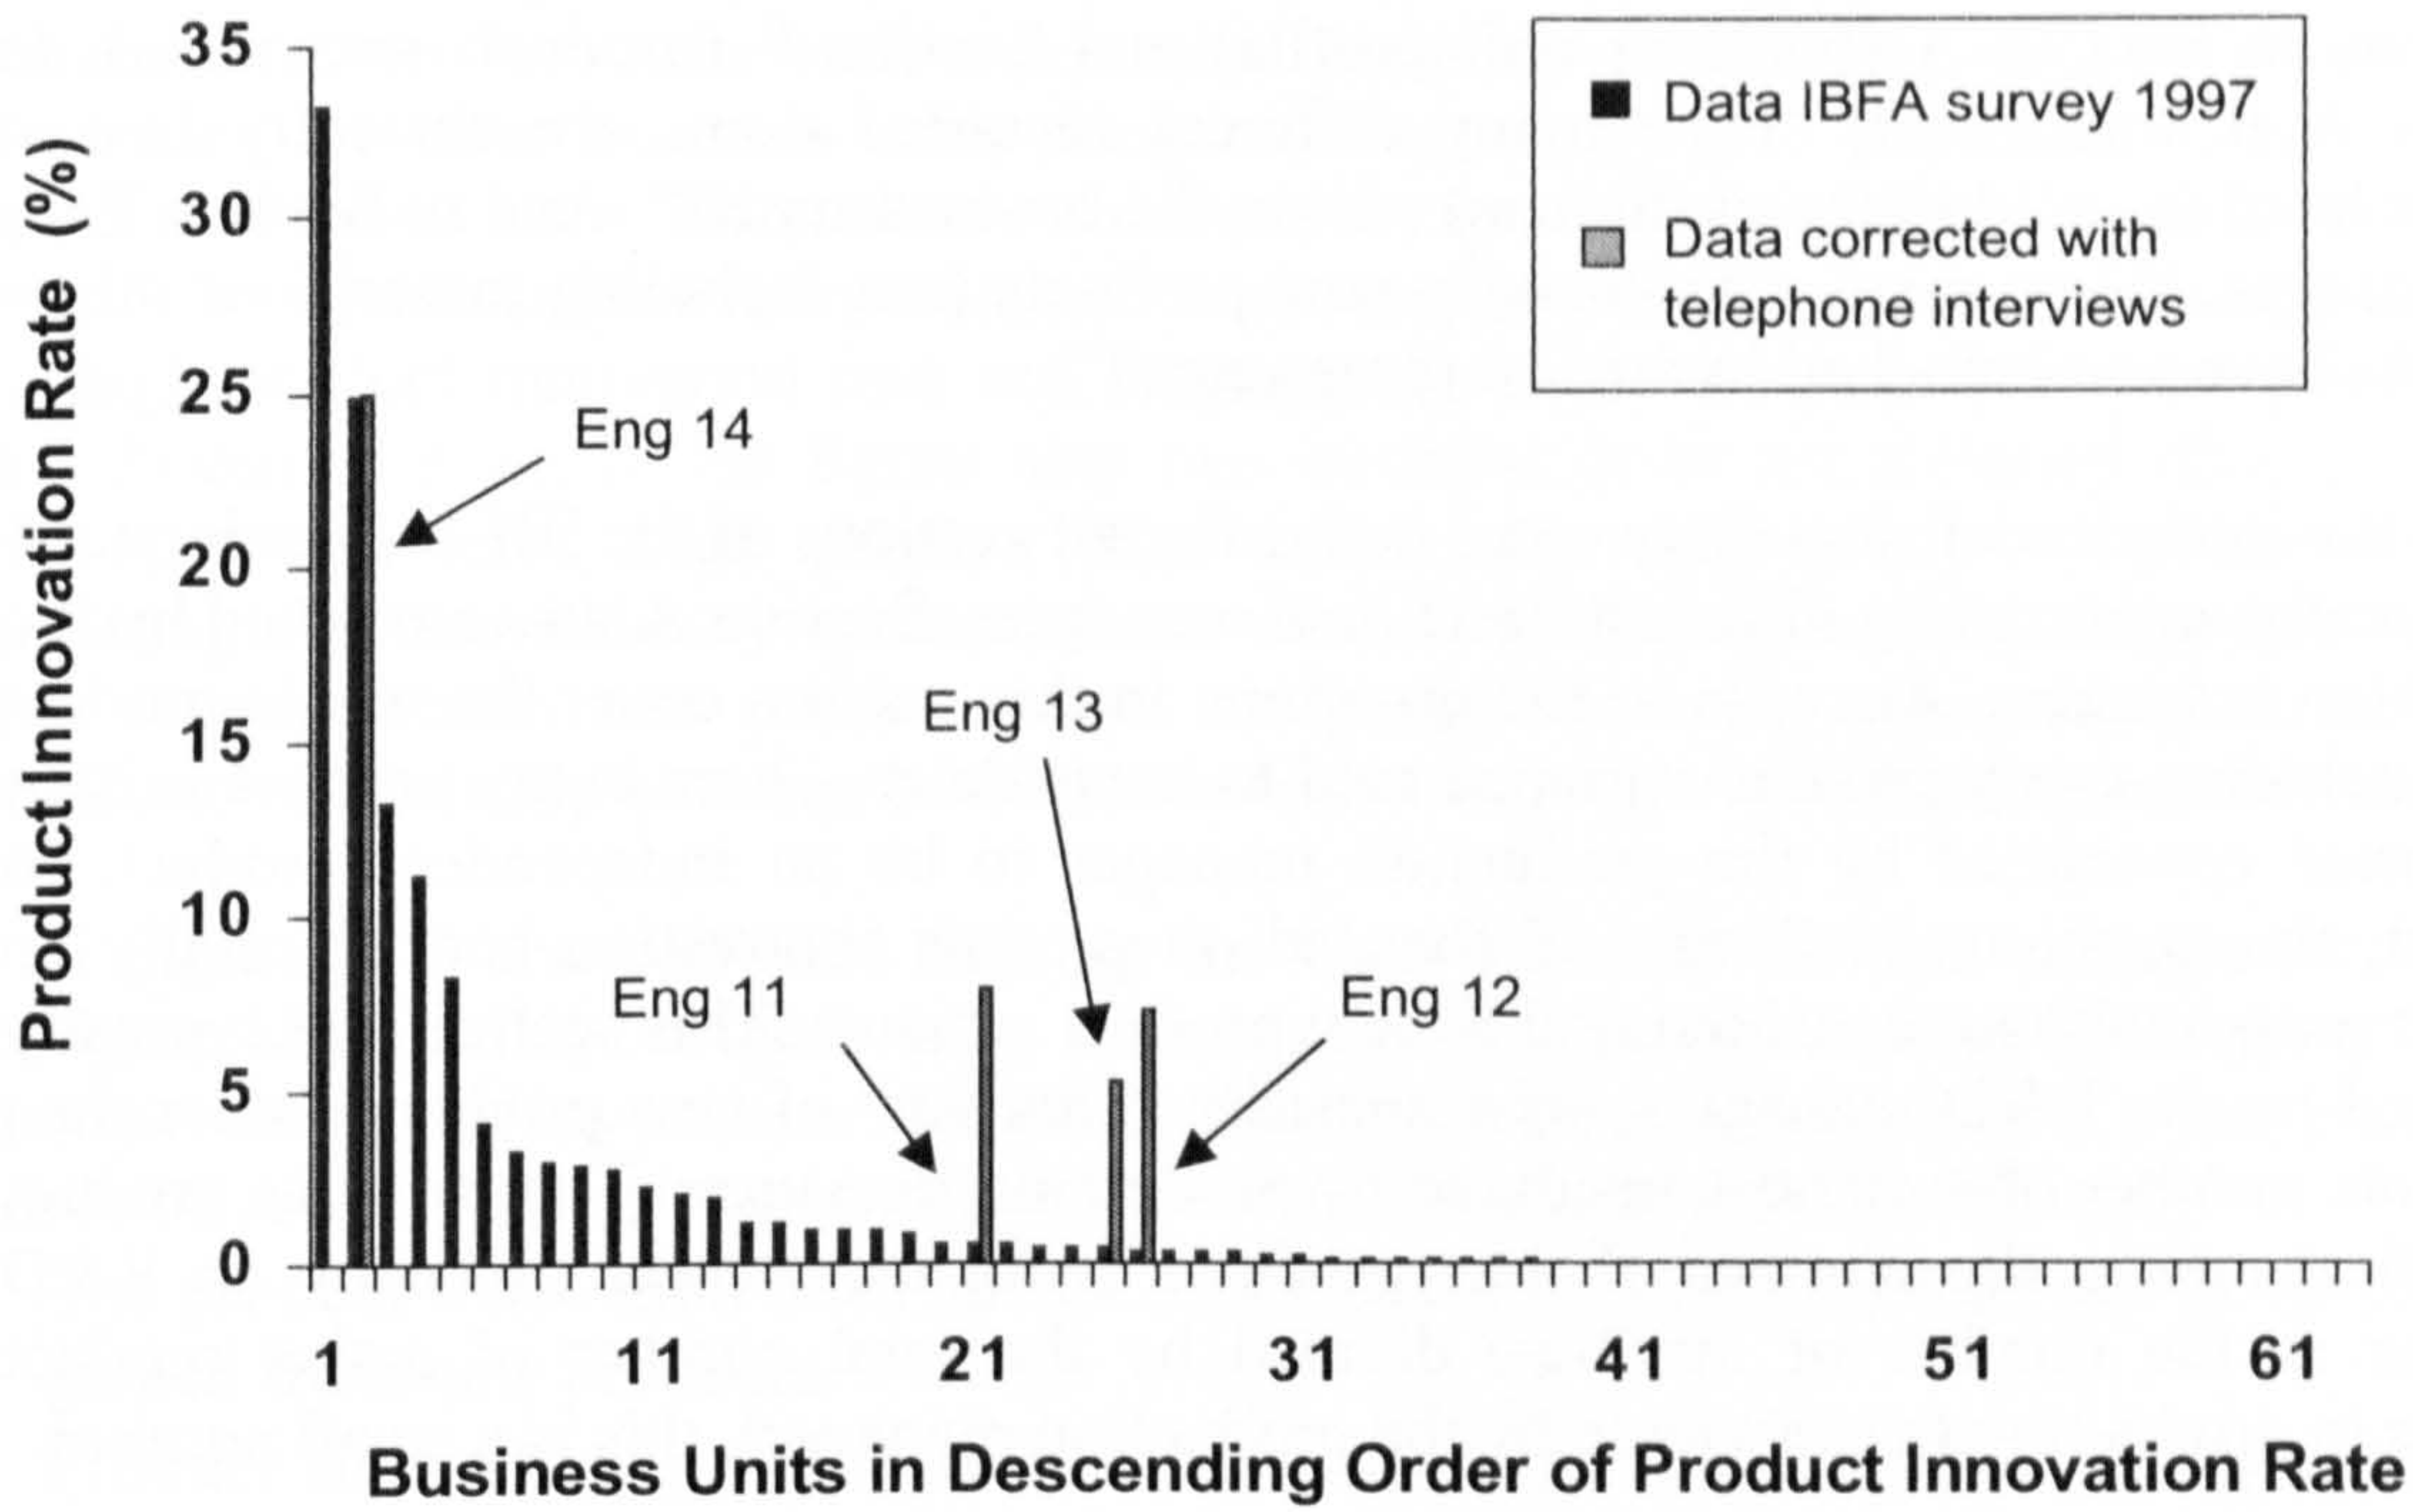 Product Innovation Rate (%)
35
30
25
20
15
10
5
0
Data IBFA survey 1997
Data corrected with
telephone interviews
Eng 14
Eng 13
Eng 11
Eng 12
1 11 21 31 41 51 61
Business Units in Descending Order of Product Innovation Rate